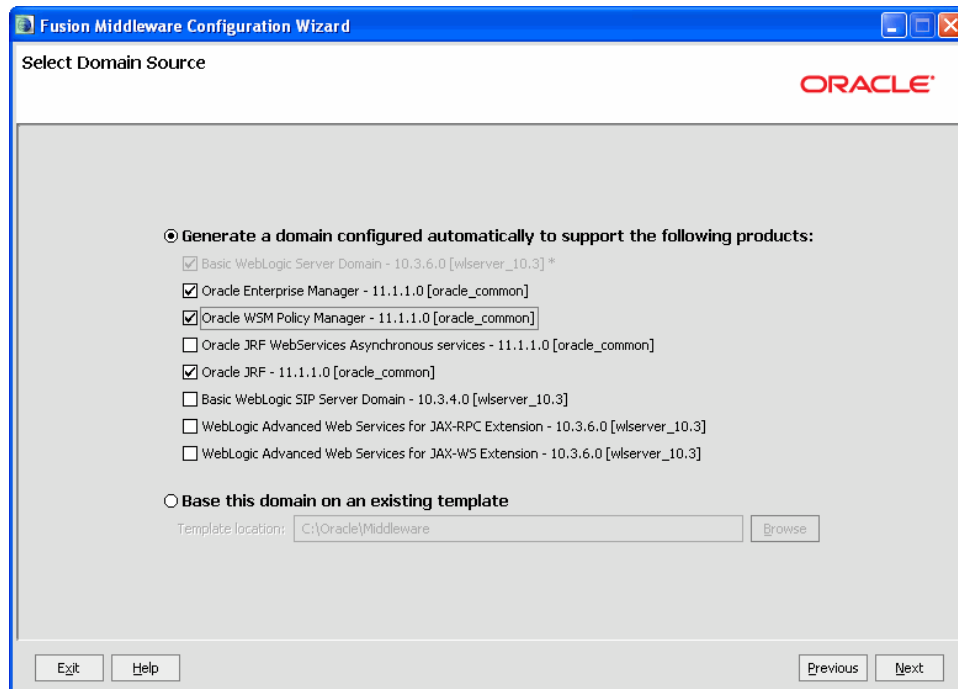 Fusion Middleware Configuration Wizard
Select Domain Source
ORACLE
Generate a domain configured automatically to support the following products:
Basic WebLogic Server Domain - 10.3.6.0 [wlserver_10.3] *
Oracle Enterprise Manager - 11.1.1.0 [oracle_common]
Oracle WSM Policy Manager - 11.1.1.0 [oracle_common]
Oracle JRF WebServices Asynchronous services - 11.1.1.0 [oracle_common]
Oracle JRF - 11.1.1.0 [oracle_common]
Basic WebLogic SIP Server Domain - 10.3.4.0 [wlserver_10.3]
WebLogic Advanced Web Services for JAX-RPC Extension - 10.3.6.0 [wlserver_10.3]
WebLogic Advanced Web Services for JAX-WS Extension - 10.3.6.0 [wlserver_10.3]
Base this domain on an existing template
Template location: C:\Oracle\Middleware Browse
Exit Help Previous Next